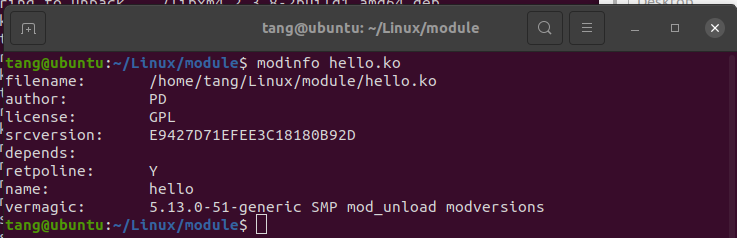 tang@ubuntu: ~/Linux/module
tang@ubuntu:~/Linux/module$ modinfo hello.ko
filename:       /home/tang/Linux/module/hello.ko
author:         PD
license:        GPL
srcversion:     E9427D71EFEE3C18180B92D
depends:
retpoline:      Y
name:           hello
vermagic:       5.13.0-51-generic SMP mod_unload modversions
tang@ubuntu:~/Linux/module$